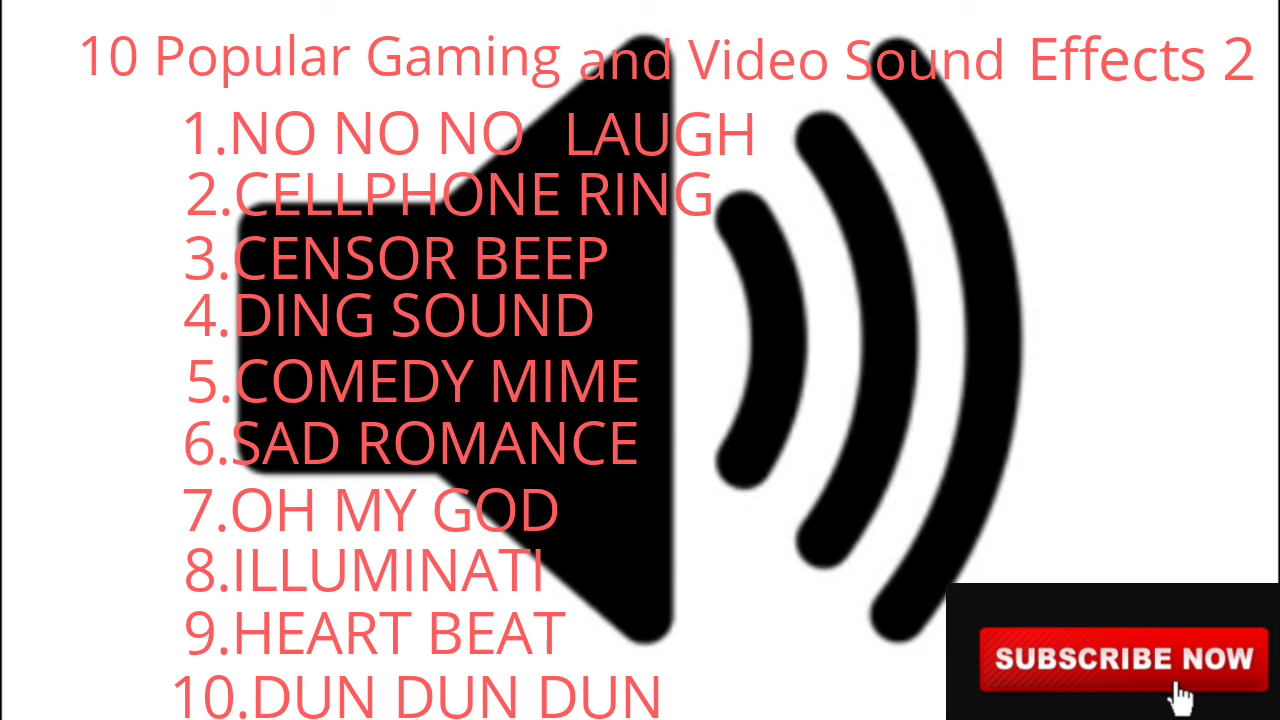 10 Popular Gaming and Video Sound Effects 2
1.NO NO NO LAUGH
2.CELLPHONE RING
3.CENSOR BEEP
4.DING SOUND
5.COMEDY MIME
6.SAD ROMANCE
7.OH MY GOD
8.ILLUMINATI
9.HEART BEAT
10.DUN DUN DUN
SUBSCRIBE NOW